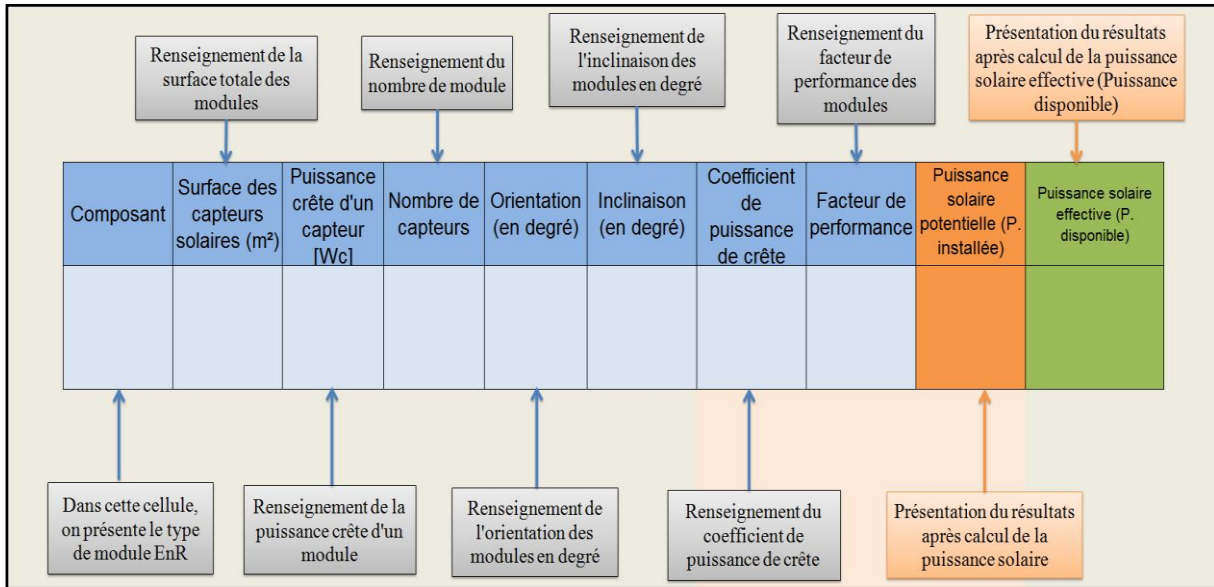 Renseignement de la
surface totale des
modules
Renseignement du
nombre de module
Renseignement de
l'inclinaison des
modules en degré
Renseignement du
facteur de
performance des
modules
Présentation du résultats
après calcul de la puissance
solaire effective (Puissance
disponible)
Composant
Surface des
capteurs
solaires (m²)
Puissance
crête d'un
capteur
[Wc]
Nombre de
capteurs
Orientation
(en degré)
Inclinaison
(en degré)
Coefficient
de
puissance
de crête
Facteur de
performance
Puissance
solaire
potentielle (P.
installée)
Puissance solaire
effective (P.
disponible)
Dans cette cellule,
on présente le type
de module EnR
Renseignement de la
puissance crête d'un
module
Renseignement de
l'orientation des
modules en degré
Renseignement du
coefficient de
puissance de crête
Présentation du résultats
après calcul de la
puissance solaire